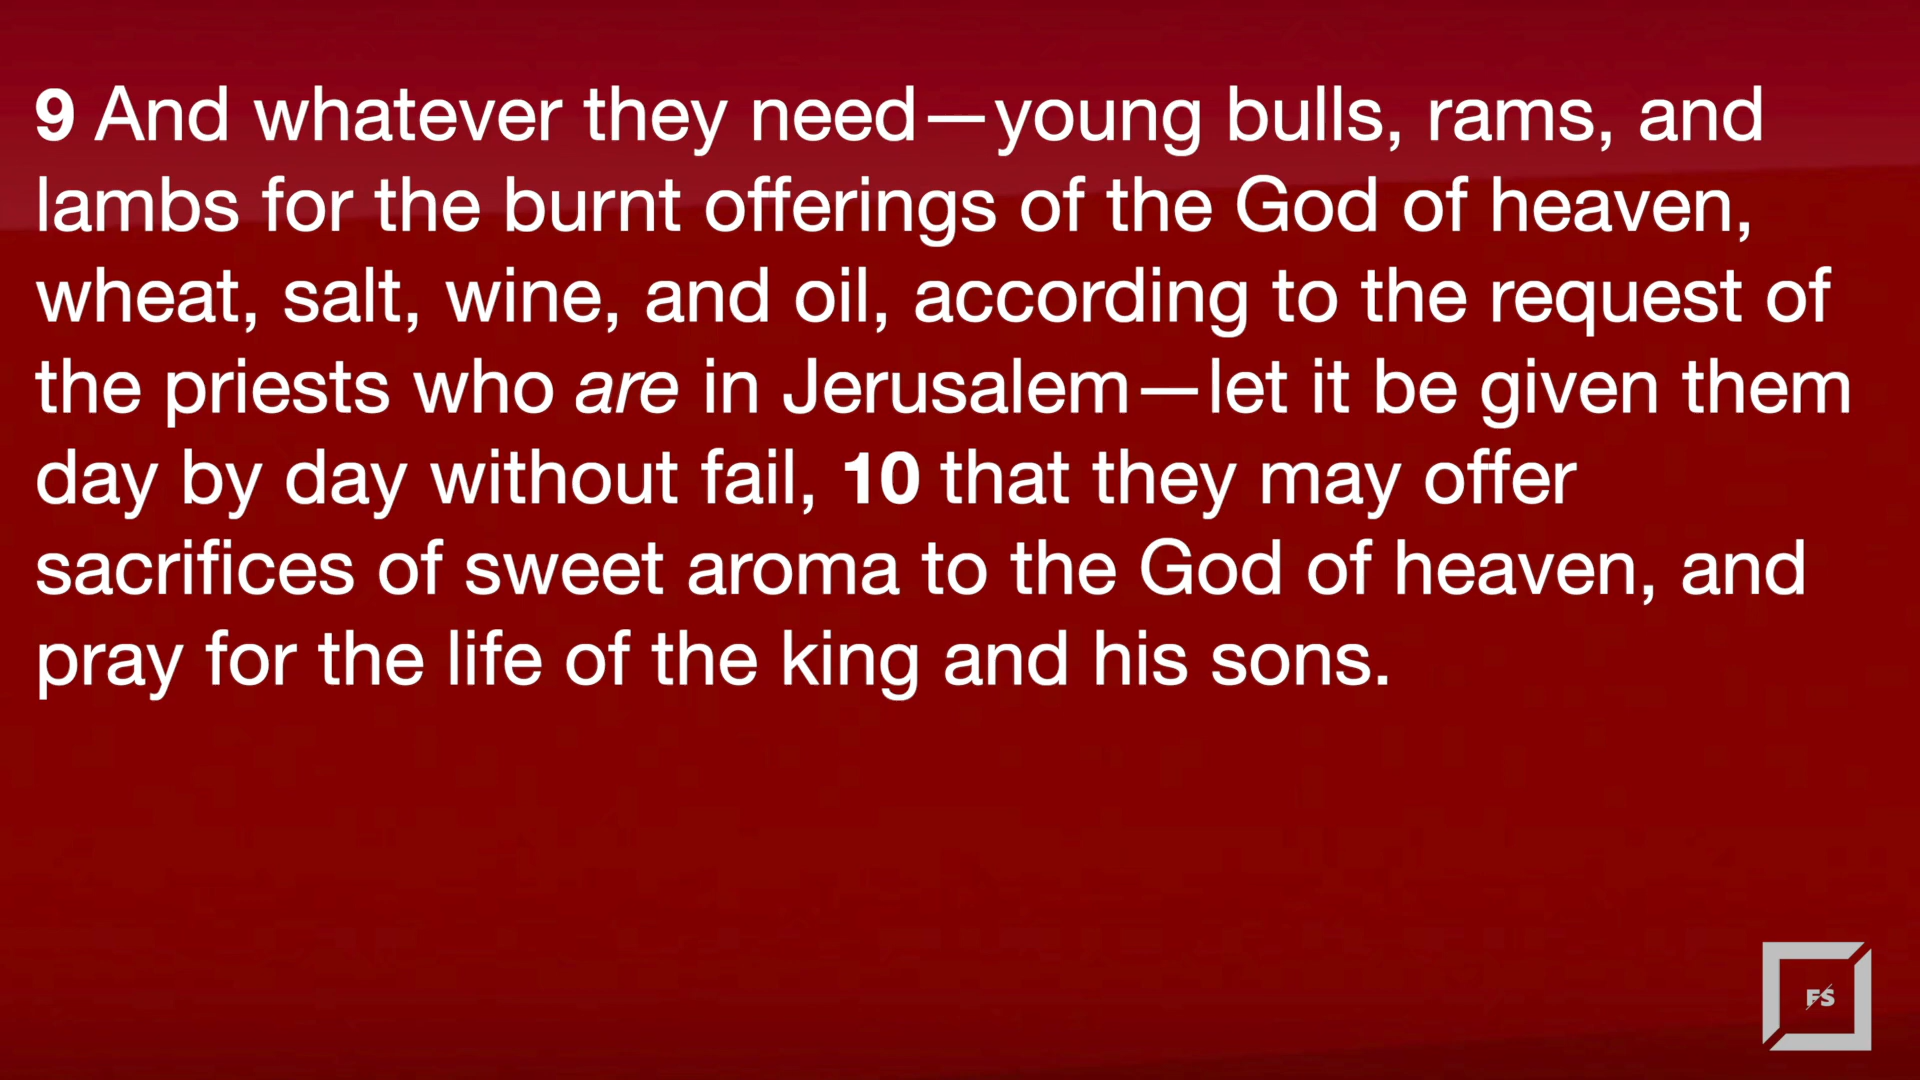 9 And whatever they need—young bulls, rams, and
lambs for the burnt offerings of the God of heaven,
wheat, salt, wine, and oil, according to the request of
the priests who are in Jerusalem—let it be given them
day by day without fail, 10 that they may offer
sacrifices of sweet aroma to the God of heaven, and
pray for the life of the king and his sons.
FS